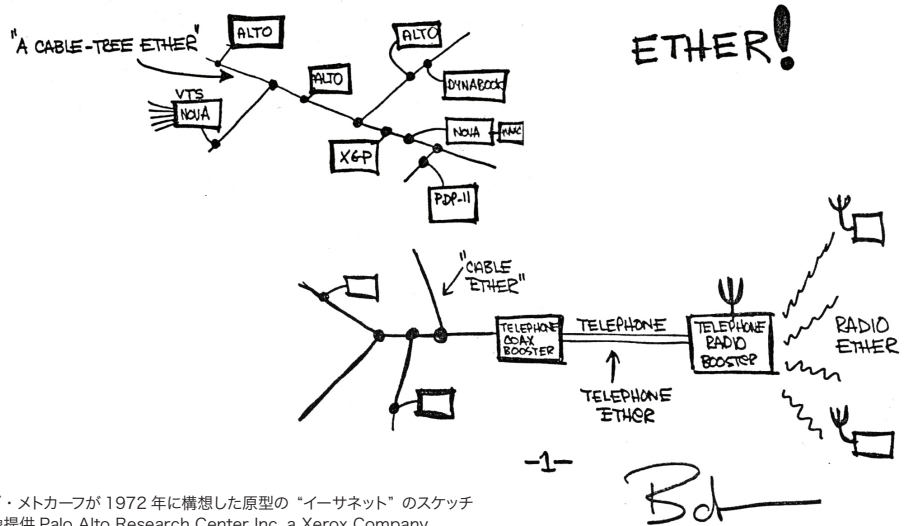 "A CABLE-TREE ETHER"
ALTO
ALTO
ETHER!
ALTO
DYNABOOK
VTS
NOVA
NOVA
XGP
PDP-11
"CABLE
ETHER"
TELEPHONE
COAX
BOOSTER
TELEPHONE
TELEPHONE
ETHER
TELEPHONE
RADIO
BOOSTER
RADIO
ETHER
-1-
・メトカーフが 1972 年に構想した原型の “イーサネット” のスケッチ
提供 Palo Alto Research Center Inc, a Xerox Company